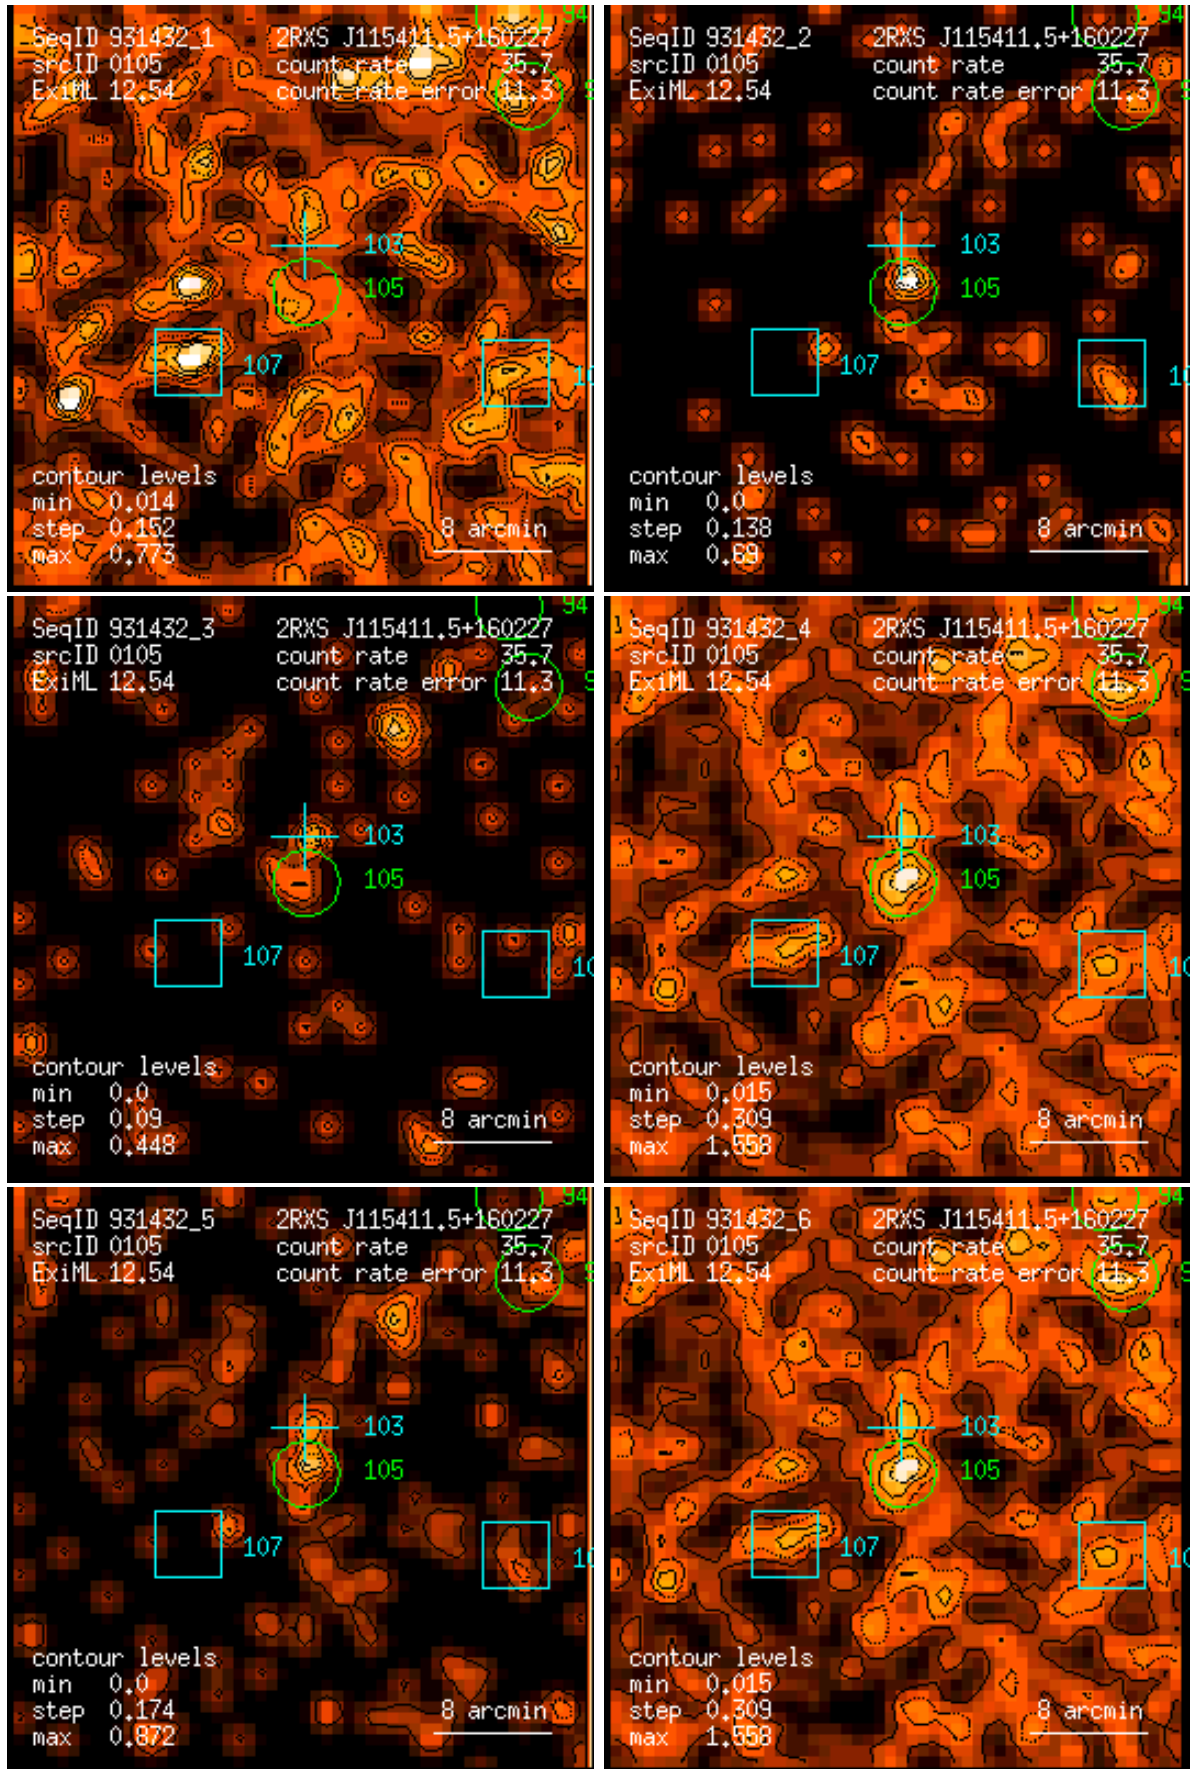 94
SeqID 931432_1 2RXS J115411.5+160227
srcID 0105 count rate 35.7
ExiML 12.54 count rate error 11.3
103
105
107
contour levels
min 0.014
step 0.152 8 arcmin
max 0.773
94
SeqID 931432_2 2RXS J115411.5+160227
srcID 0105 count rate 35.7
ExiML 12.54 count rate error 11.3
103
105
107
contour levels
min 0.0
step 0.138 8 arcmin
max 0.69
94
SeqID 931432_3 2RXS J115411.5+160227
srcID 0105 count rate 35.7
ExiML 12.54 count rate error 11.3
103
105
107
contour levels
min 0.0
step 0.09 8 arcmin
max 0.448
94
SeqID 931432_4 2RXS J115411.5+160227
srcID 0105 count rate 35.7
ExiML 12.54 count rate error 11.3
103
105
107
contour levels
min 0.015
step 0.309 8 arcmin
max 1.558
94
SeqID 931432_5 2RXS J115411.5+160227
srcID 0105 count rate 35.7
ExiML 12.54 count rate error 11.3
103
105
107
contour levels
min 0.0
step 0.174 8 arcmin
max 0.872
94
SeqID 931432_6 2RXS J115411.5+160227
srcID 0105 count rate 35.7
ExiML 12.54 count rate error 11.3
103
105
107
contour levels
min 0.015
step 0.309 8 arcmin
max 1.558